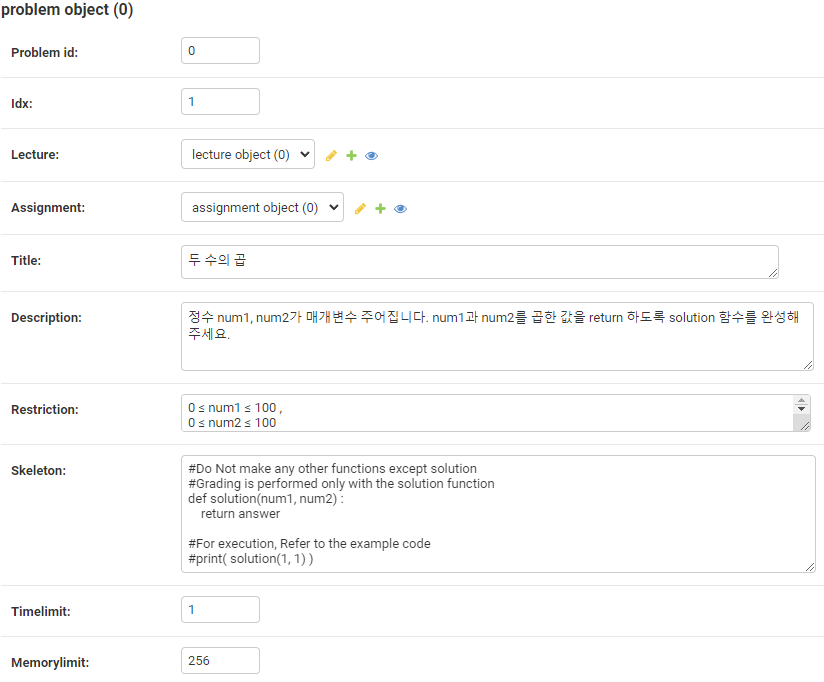 problem object (0)
Problem id: 0
Idx: 1
Lecture: lecture object (0)
Assignment: assignment object (0)
Title: 두 수의 곱
Description: 정수 num1, num2가 매개변수 주어집니다. num1과 num2를 곱한 값을 return 하도록 solution 함수를 완성해
주세요.
Restriction: 0 ≤ num1 ≤ 100 ,
0 ≤ num2 ≤ 100
Skeleton: #Do Not make any other functions except solution
#Grading is performed only with the solution function
def solution(num1, num2) :
    return answer
#For execution, Refer to the example code
#print( solution(1, 1) )
Timelimit: 1
Memorylimit: 256